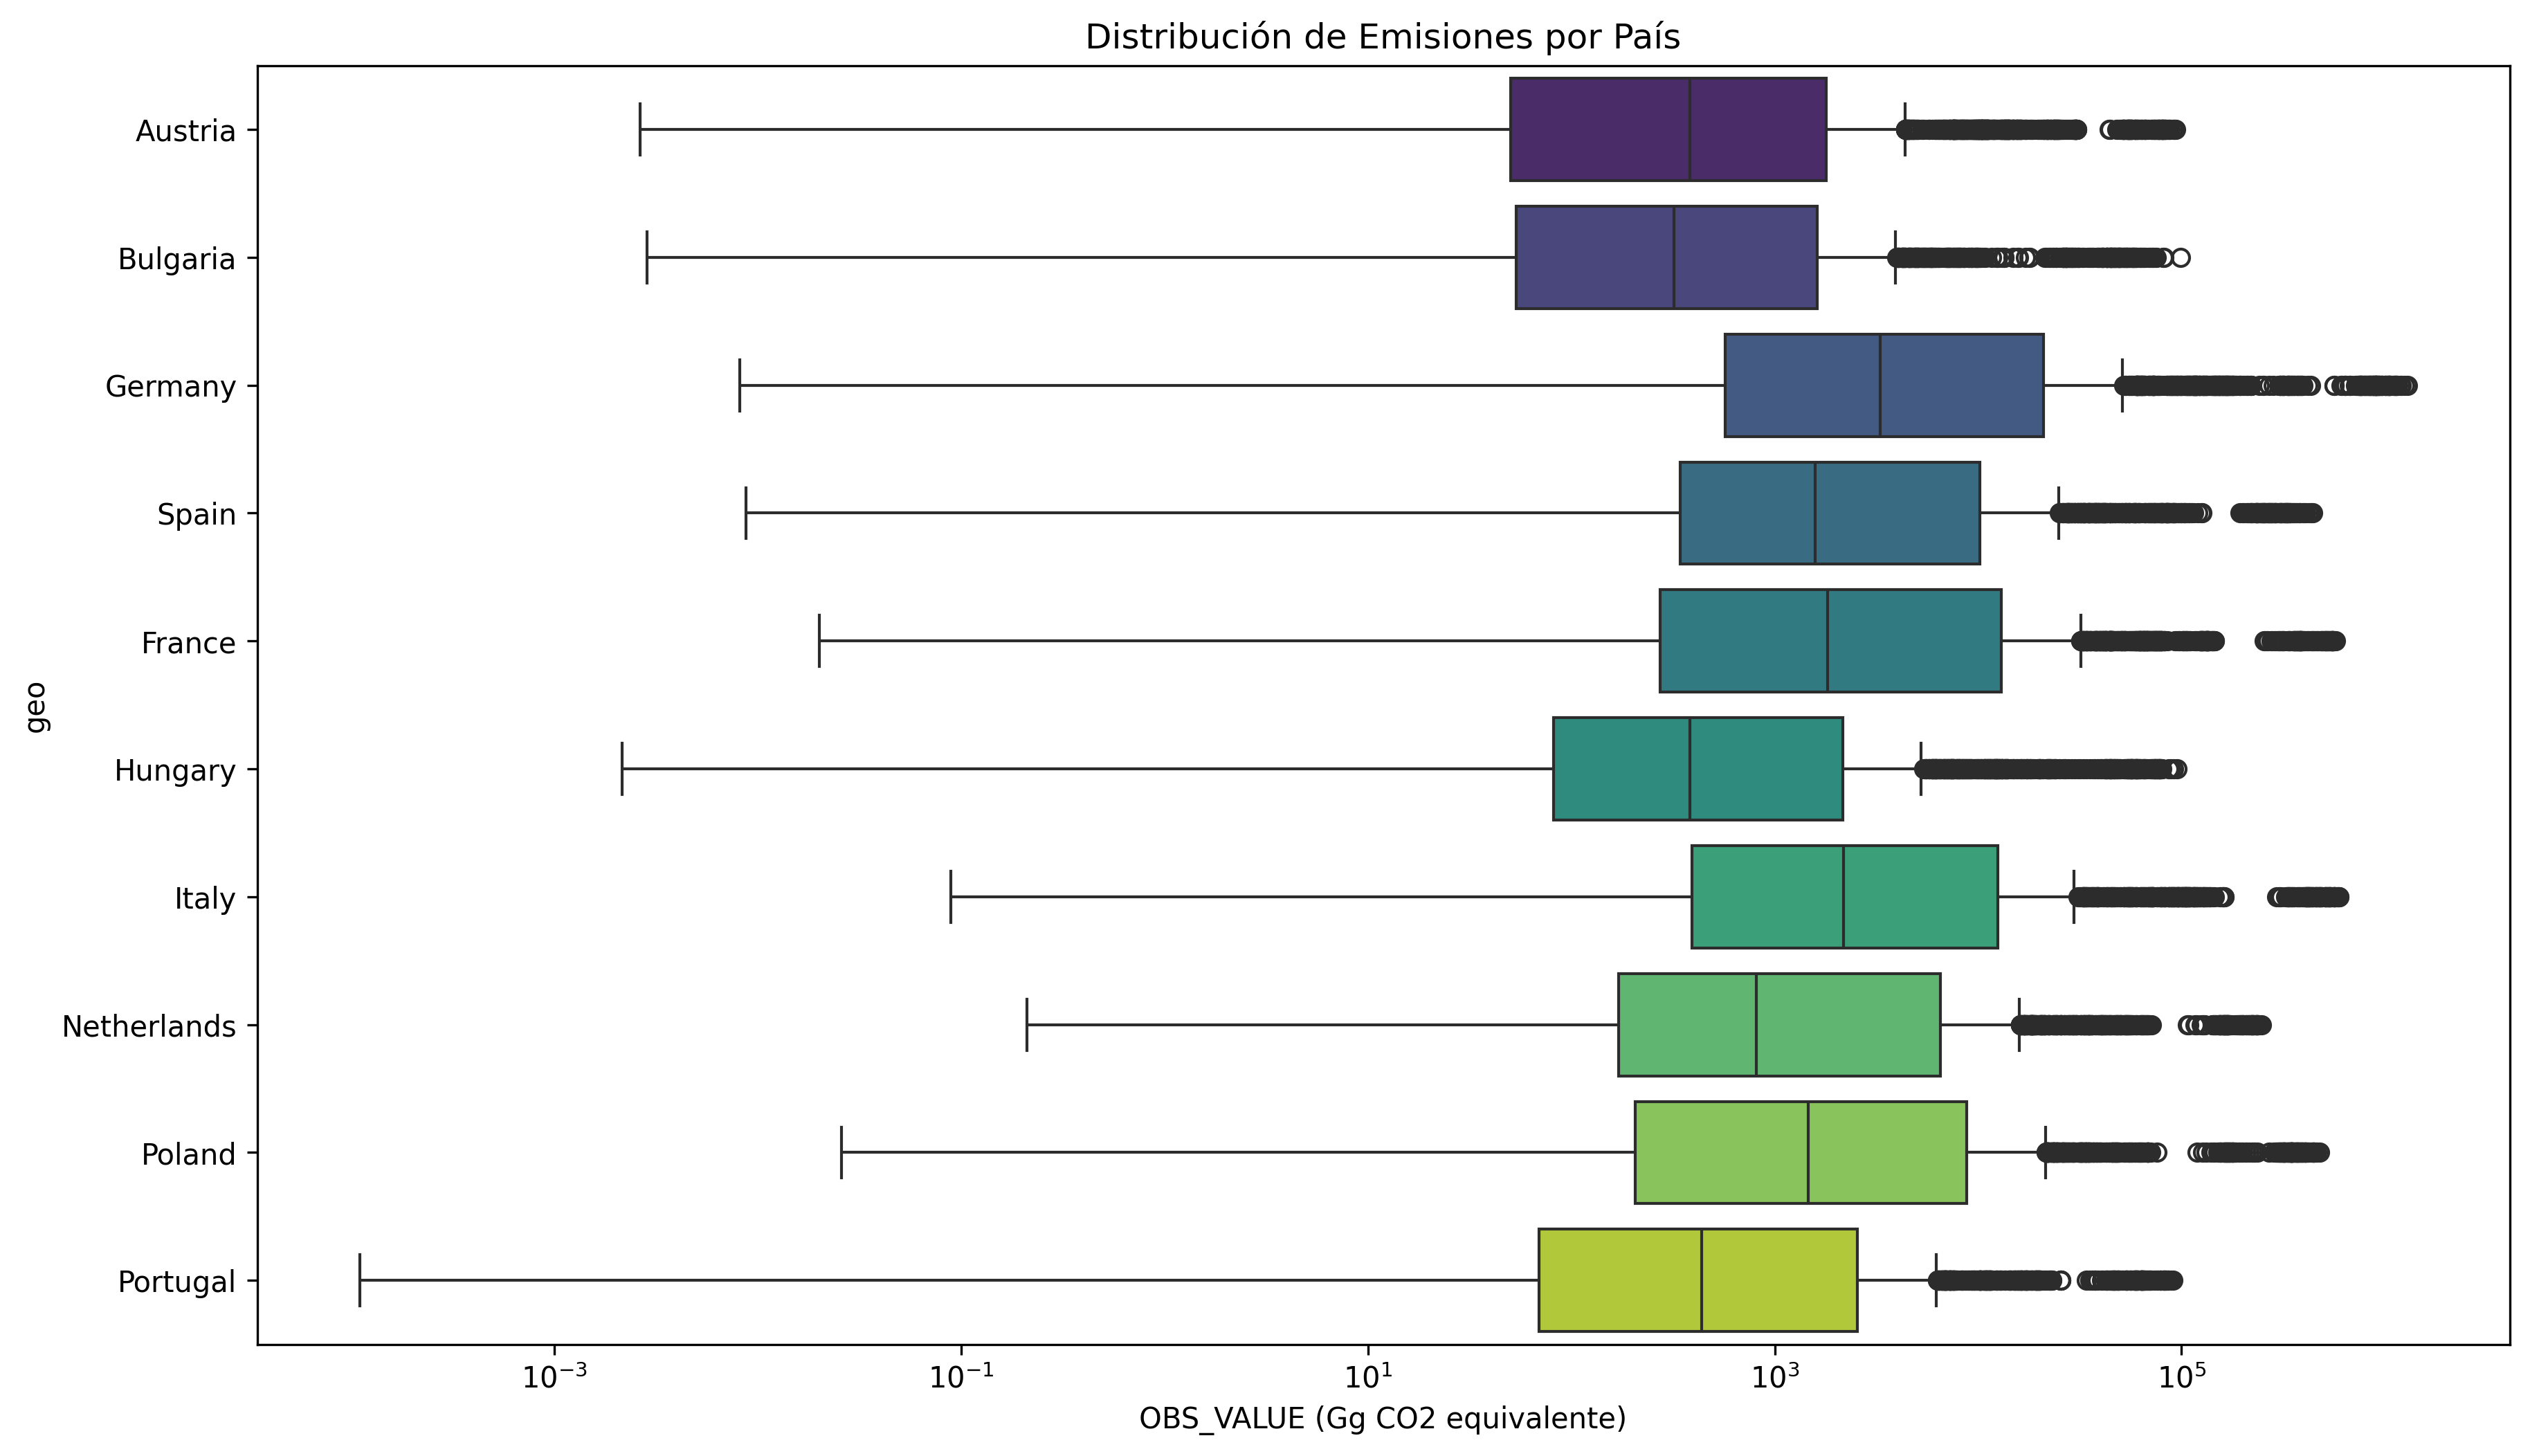 Distribución de Emisiones por País
geo
Austria
Bulgaria
Germany
Spain
France
Hungary
Italy
Netherlands
Poland
Portugal
10⁻³ 10⁻¹ 10¹ 10³ 10⁵
OBS_VALUE (Gg CO2 equivalente)